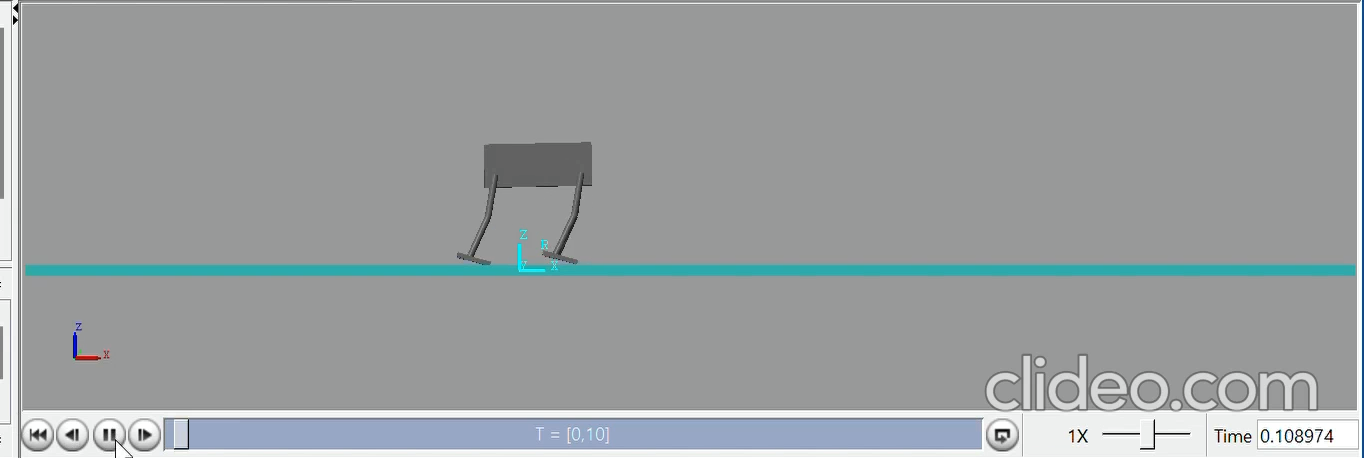 Z
R
Y X
Z
X
clideo.com
T = [0,10]
1X
Time 0.108974